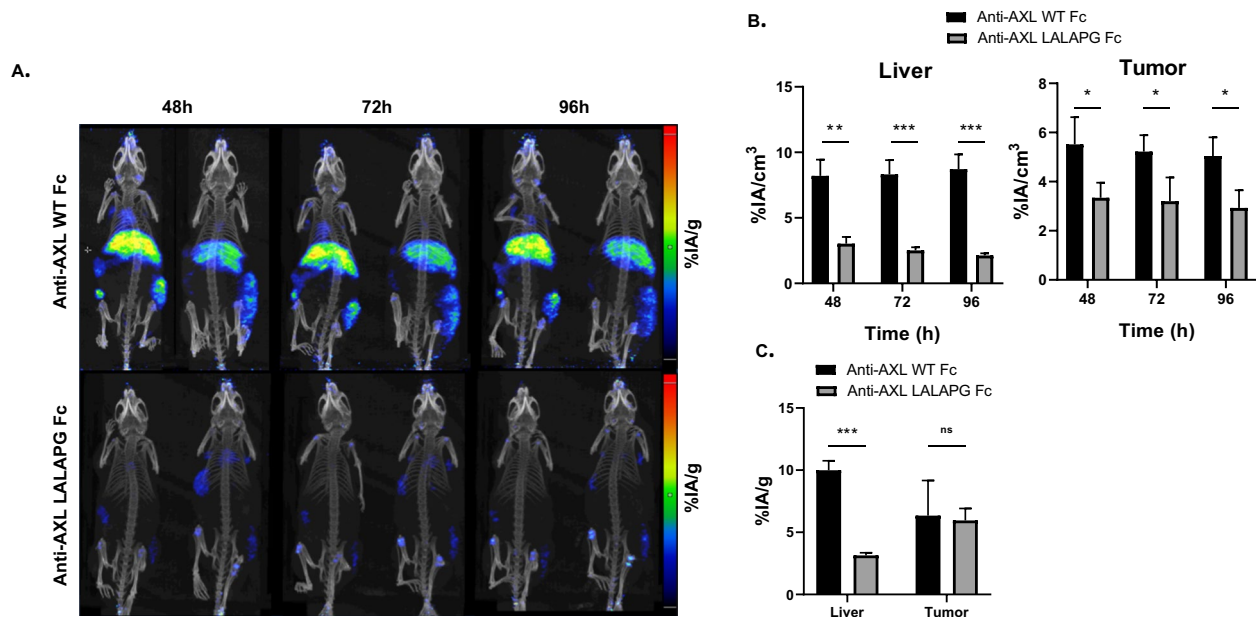 A.
48h
72h
96h
Anti-AXL WT Fc
%IA/g
Anti-AXL LALAPG Fc
%IA/g
B.
Anti-AXL WT Fc
Anti-AXL LALAPG Fc
Liver
%IA/cm³
15
10
5
0
**
***
***
48
72
96
Time (h)
Tumor
%IA/cm³
8
6
4
2
0
*
*
*
48
72
96
Time (h)
C.
Anti-AXL WT Fc
Anti-AXL LALAPG Fc
%IA/g
15
10
5
0
***
ns
Liver
Tumor